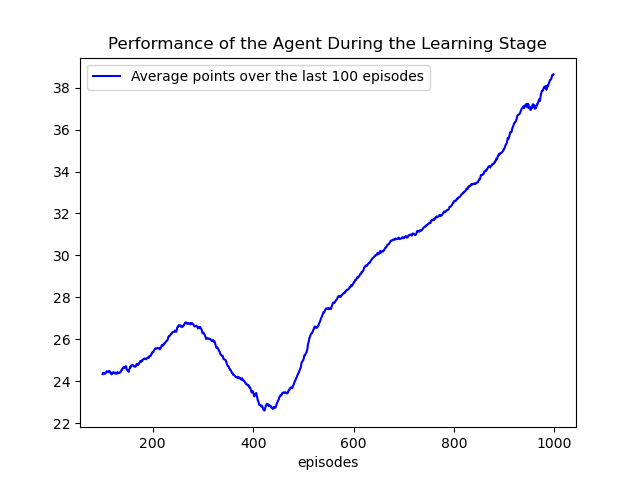 Performance of the Agent During the Learning Stage
Average points over the last 100 episodes
38
36
34
32
30
28
26
24
22
200 400 600 800 1000
episodes